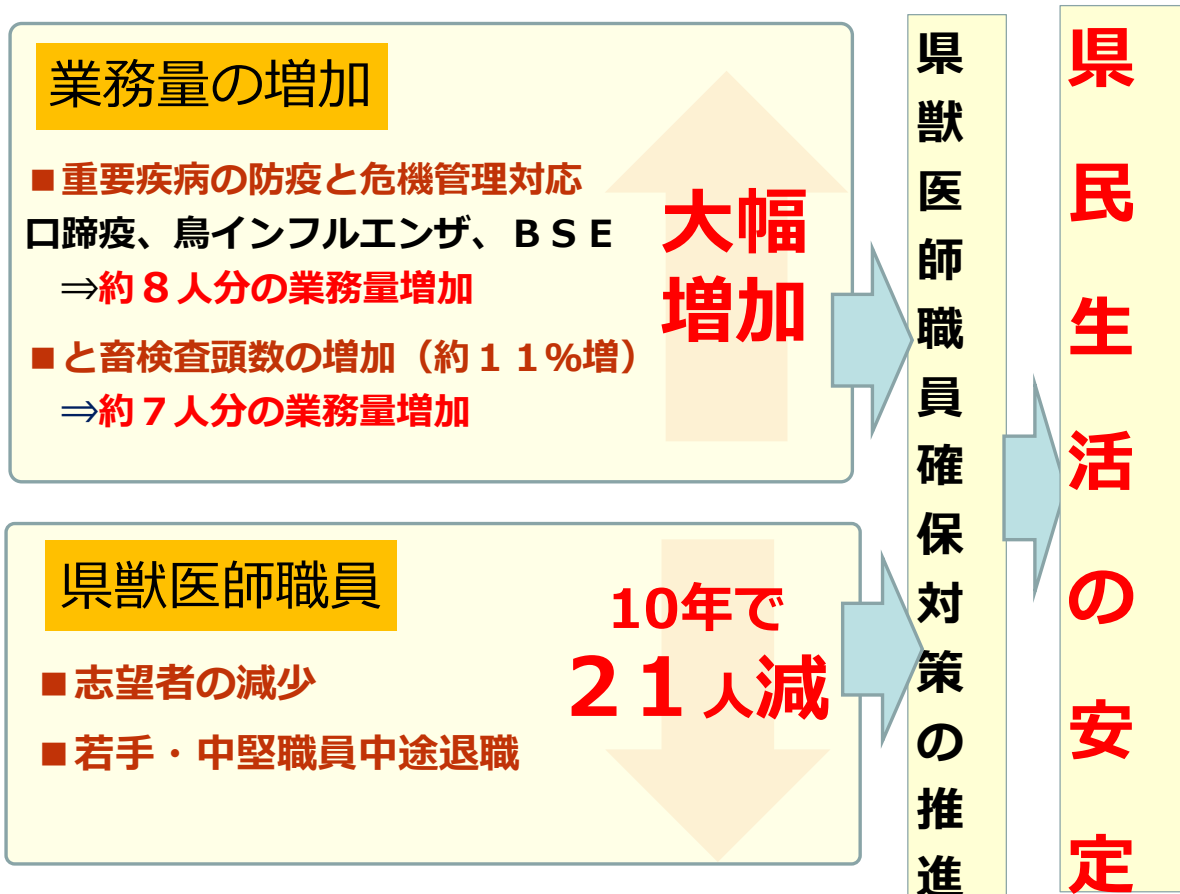 業務量の増加
■重要疾病の防疫と危機管理対応
口蹄疫、鳥インフルエンザ、ＢＳＥ
⇒約８人分の業務量増加
■と畜検査頭数の増加（約１１％増）
⇒約７人分の業務量増加
大幅
増加
県獣医師職員
■志望者の減少
■若手・中堅職員中途退職
10年で
２１人減
県獣医師職員確保対策の推進
県民生活の安定